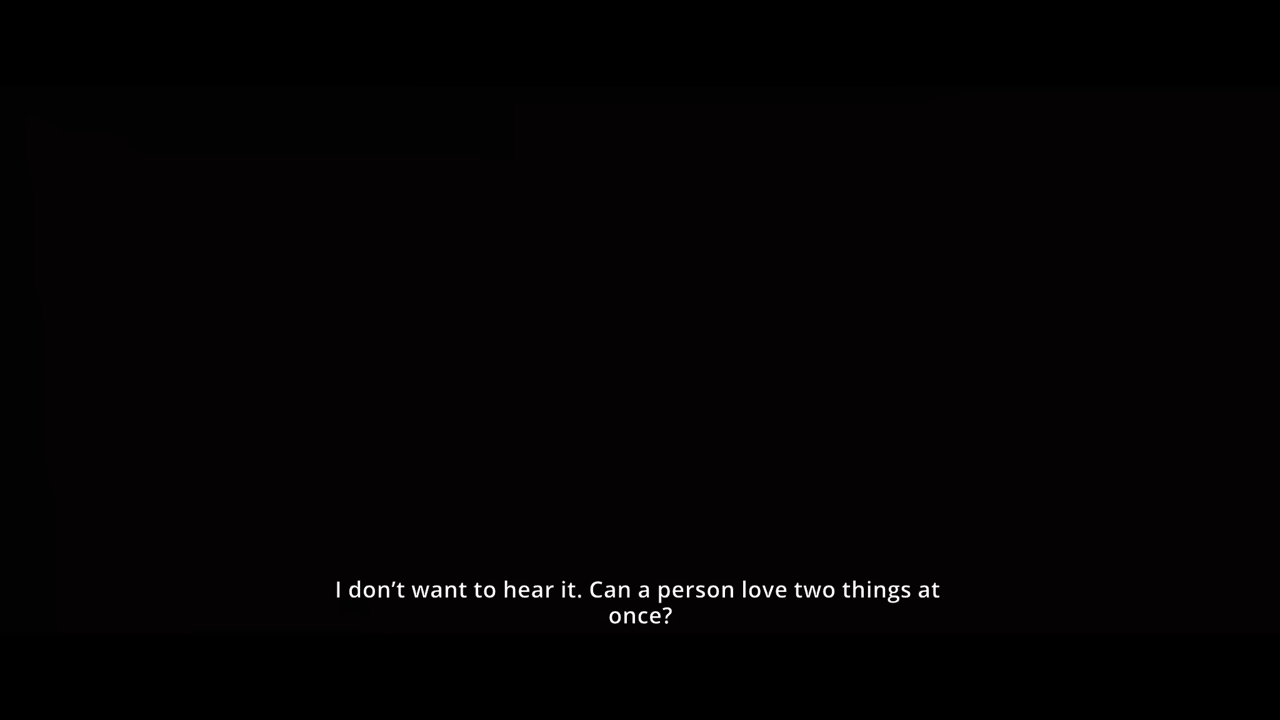 I don’t want to hear it. Can a person love two things at
once?